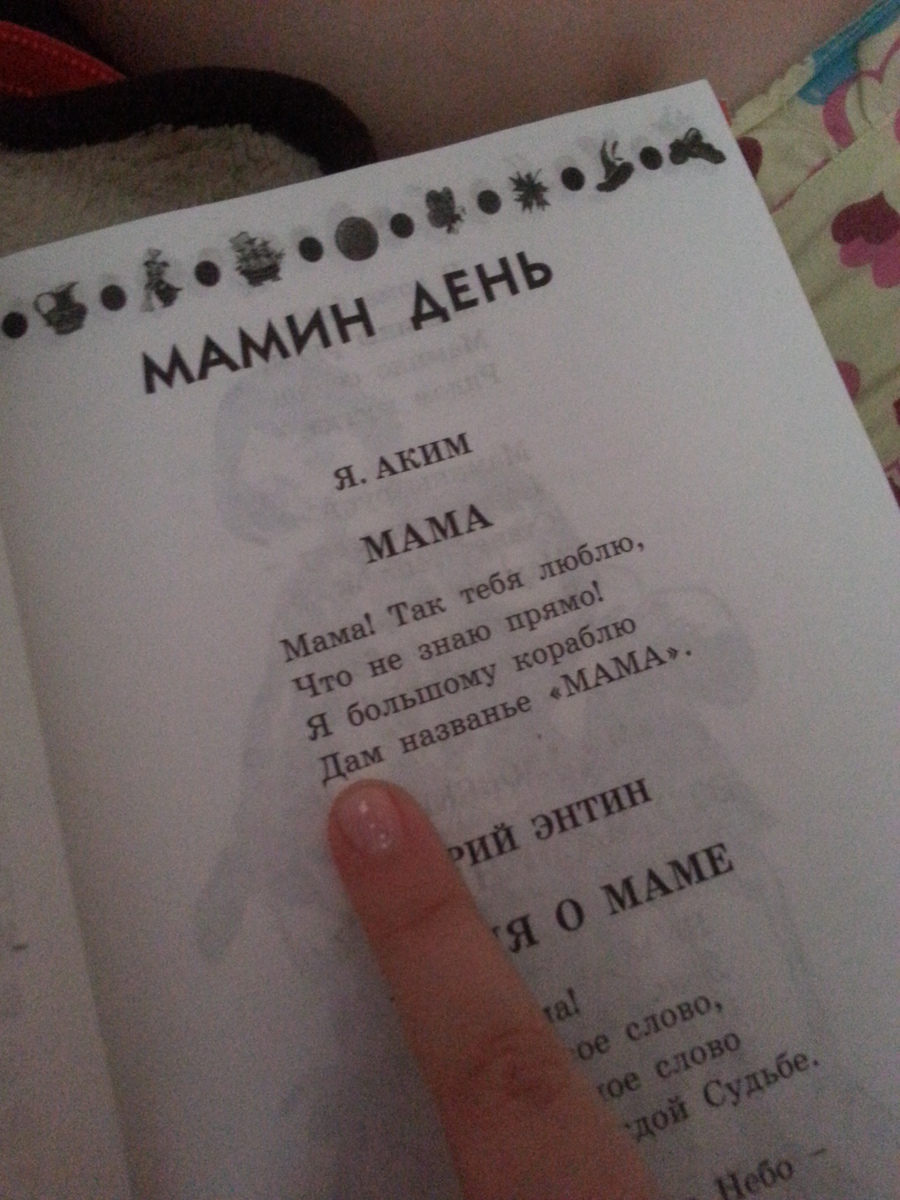 МАМИН ДЕНЬ
Я. АКИМ
МАМА
Мама! Так тебя люблю,
Что не знаю прямо!
Я большому кораблю
Дам названье «МАМА».
ЭНТИН
О МАМЕ
слово,
слово
Судьбе.
Небо –